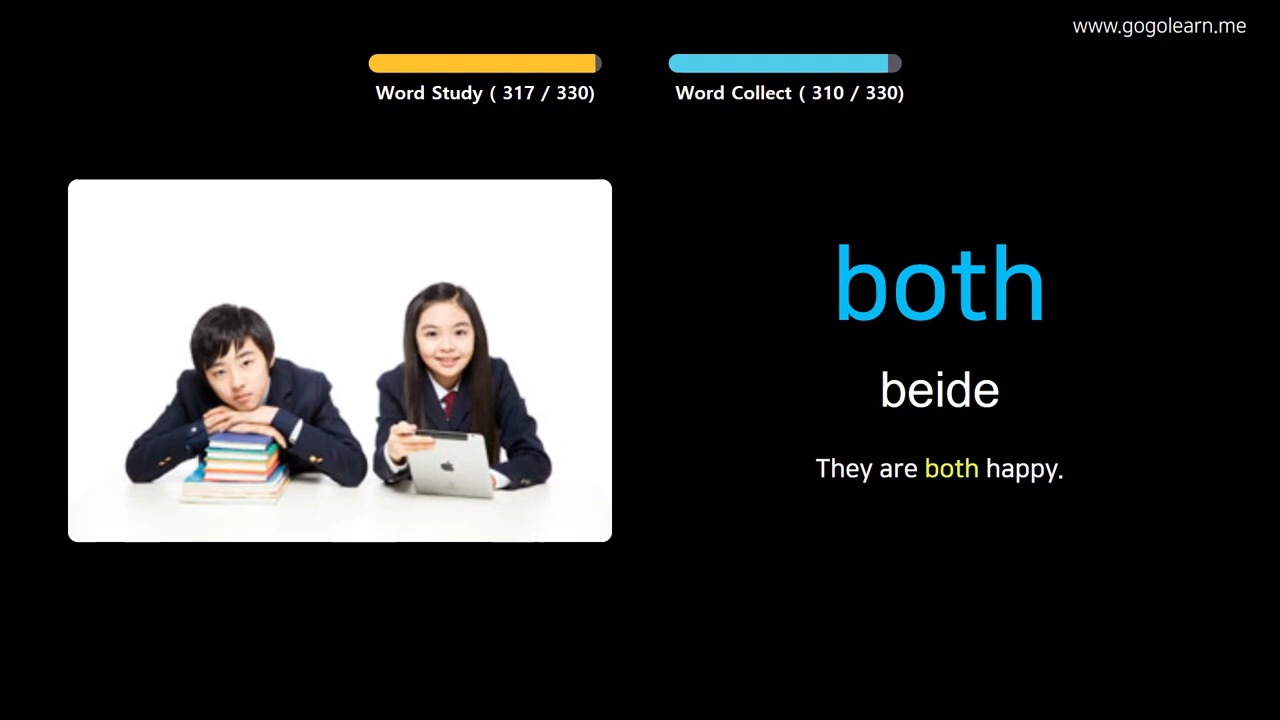 www.gogolearn.me
Word Study ( 317 / 330)
Word Collect ( 310 / 330)
both
beide
They are both happy.